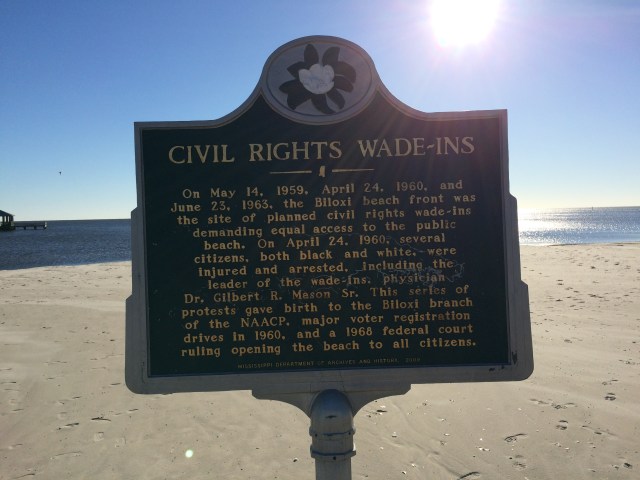 CIVIL RIGHTS WADE-INS
On May 14, 1959, April 24, 1960, and
June 23, 1963, the Biloxi beach front was
the site of planned civil rights wade-ins
demanding equal access to the public
beach. On April 24, 1960, several
citizens, both black and white, were
injured and arrested, including the
leader of the wade-ins, physician
Dr. Gilbert R. Mason Sr. This series of
protests gave birth to the Biloxi branch
of the NAACP, major voter registration
drives in 1960, and a 1968 federal court
ruling opening the beach to all citizens.
MISSISSIPPI DEPARTMENT OF ARCHIVES AND HISTORY,